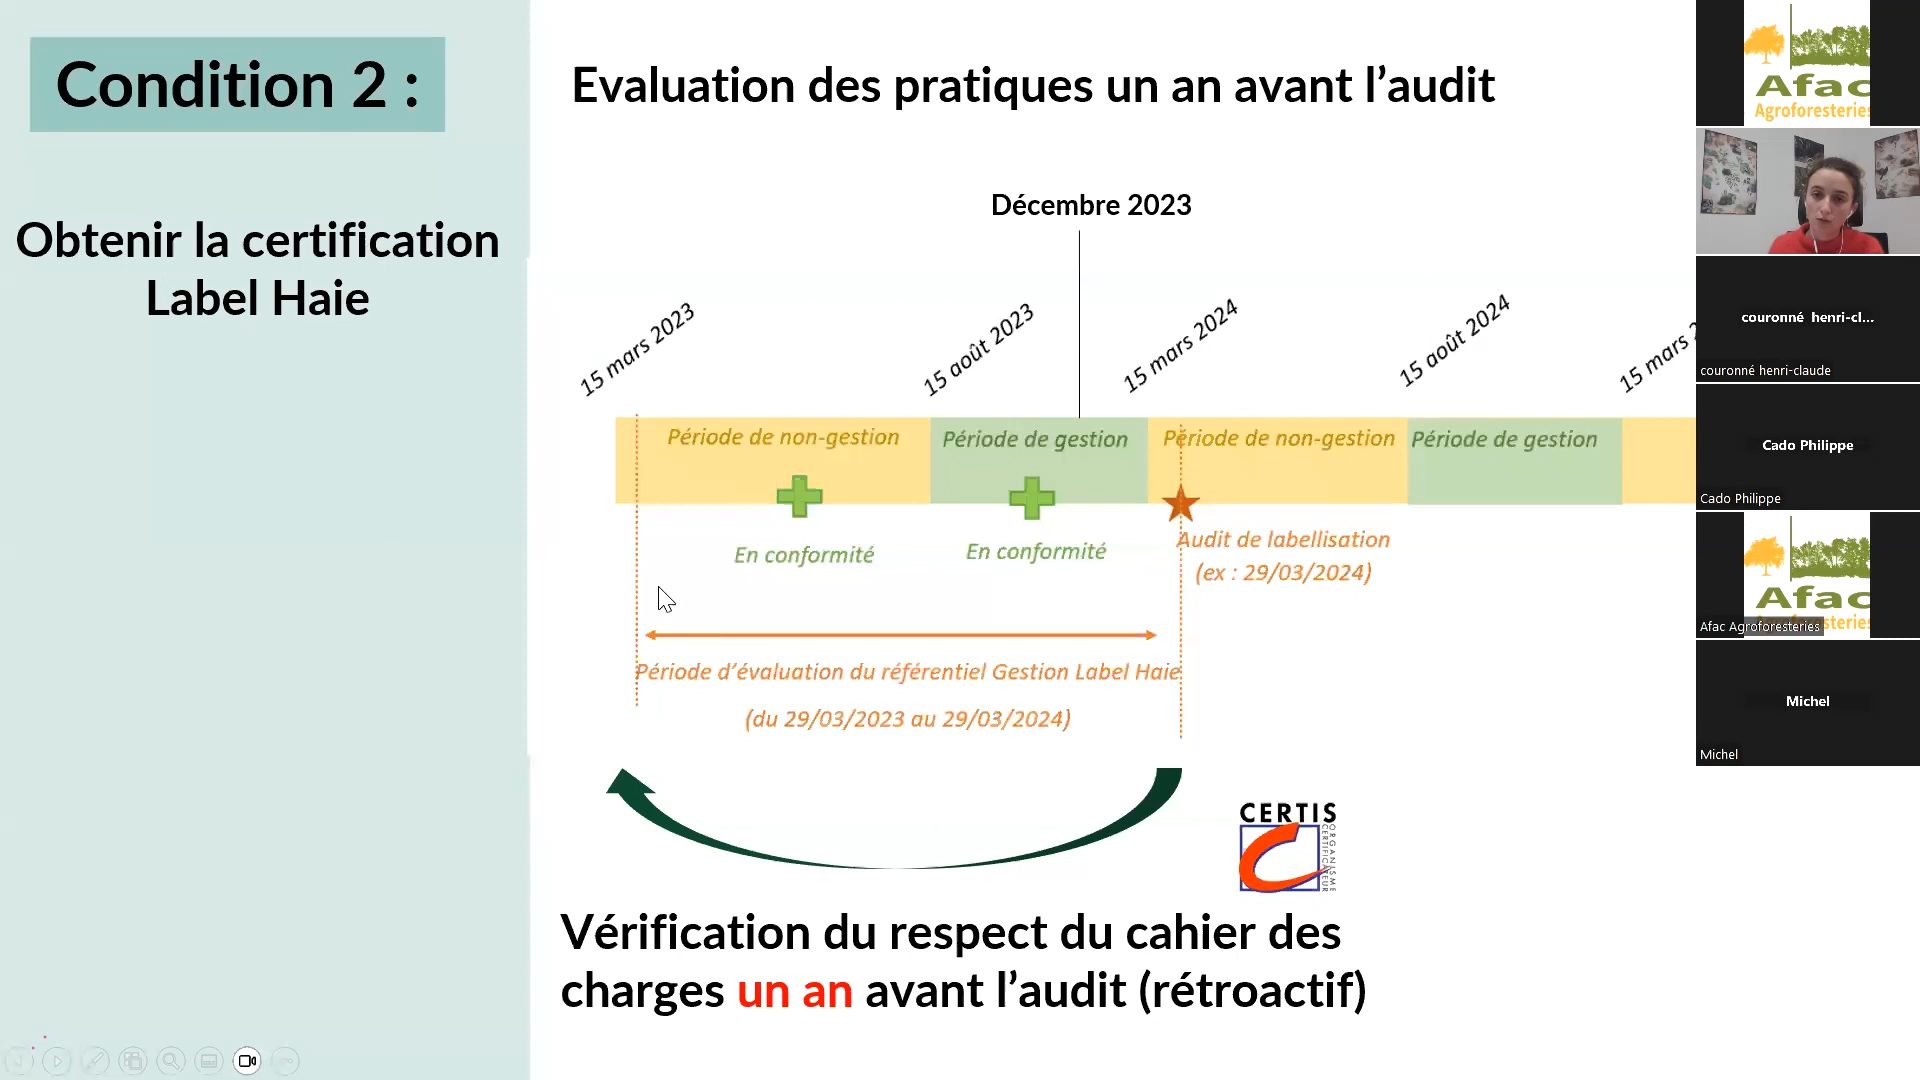 Condition 2 :
Obtenir la certification
Label Haie
Evaluation des pratiques un an avant l’audit
Décembre 2023
15 mars 2023
15 août 2023
15 mars 2024
15 août 2024
15 mars
Période de non-gestion
Période de gestion
Période de non-gestion
Période de gestion
En conformité
En conformité
Audit de labellisation
(ex : 29/03/2024)
Période d’évaluation du référentiel Gestion Label Haie
(du 29/03/2023 au 29/03/2024)
CERTIS
ORGANISME
CERTIFICATEUR
Vérification du respect du cahier des
charges un an avant l’audit (rétroactif)
Afac
Agroforesteries
couronné henri-cl...
couronné henri-claude
Cado Philippe
Cado Philippe
Afac
Afac Agroforesteries
Michel
Michel